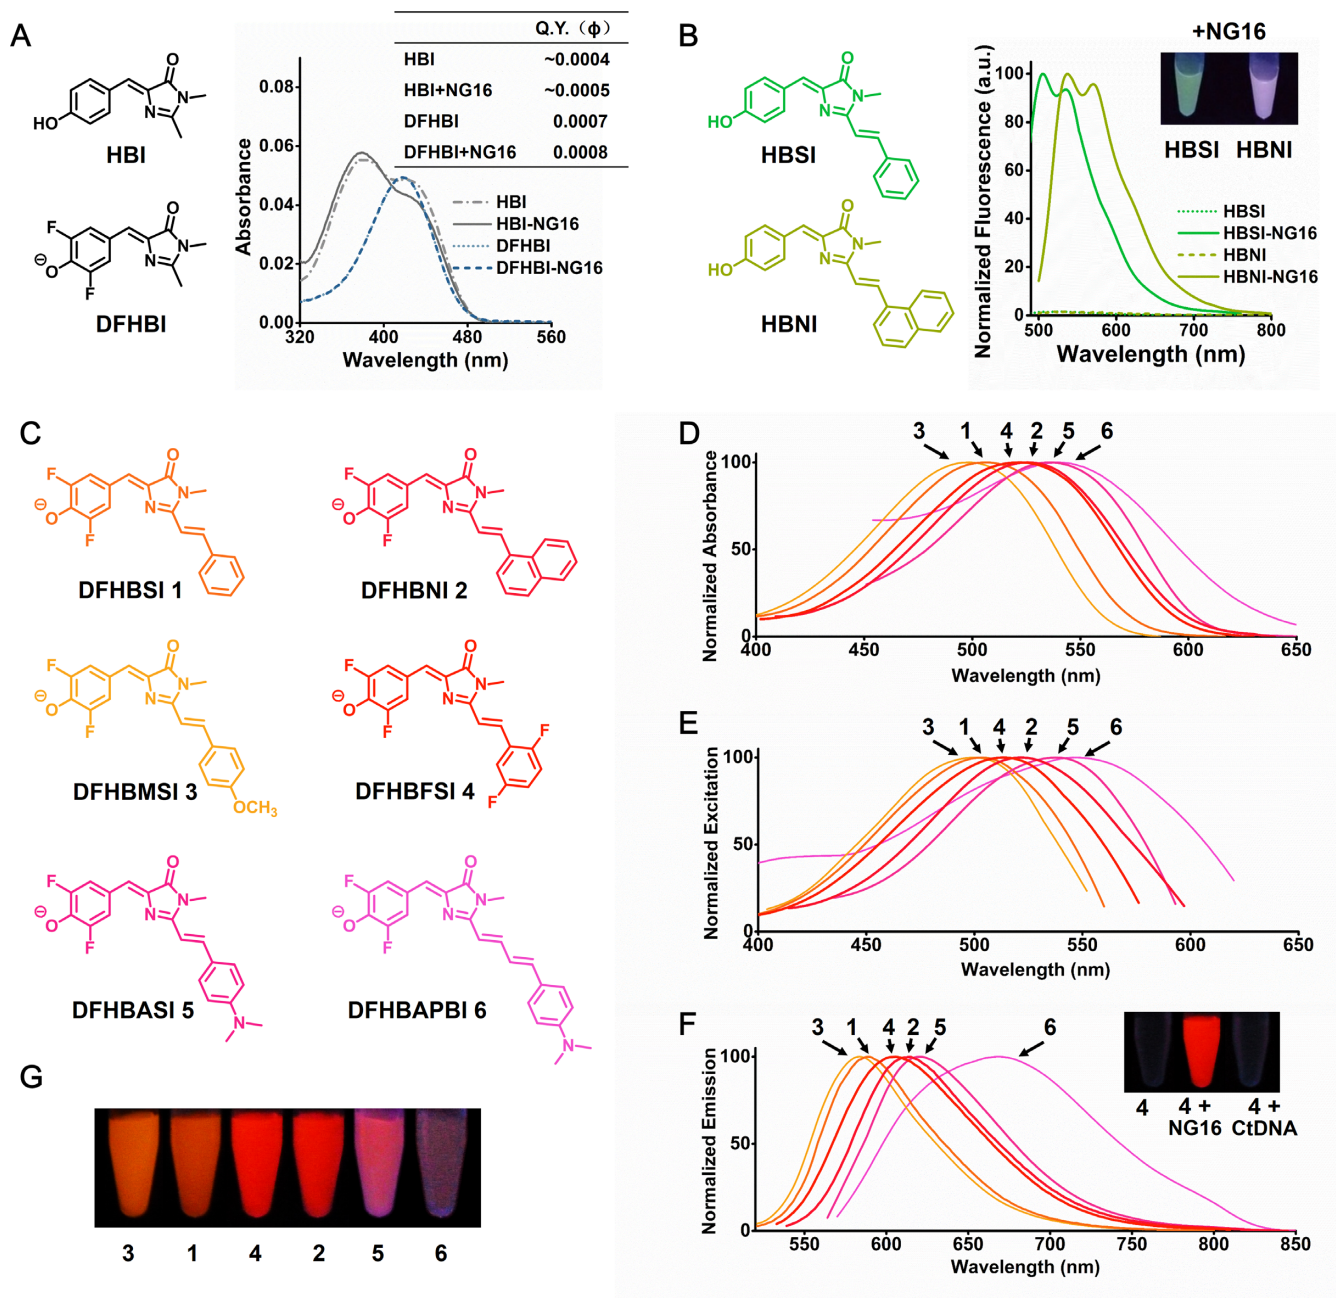 A
Q.Y.（ϕ）
HBI ~0.0004
HBI+NG16 ~0.0005
DFHBI 0.0007
DFHBI+NG16 0.0008
O
N
N
HO
HBI
F
O
N
N
⊖
O
F
DFHBI
Absorbance
0.08
0.06
0.04
0.02
0.00
320 400 480 560
Wavelength (nm)
HBI
HBI-NG16
DFHBI
DFHBI-NG16
B
O
N
N
HO
HBSI
O
N
N
HO
HBNI
+NG16
HBSI HBNI
Normalized Fluorescence (a.u.)
100
80
60
40
20
0
500 600 700 800
Wavelength (nm)
HBSI
HBSI-NG16
HBNI
HBNI-NG16
C
F
O
N
N
⊖
O
F
DFHBSI 1
F
O
N
N
⊖
O
F
DFHBNI 2
F
O
N
N
⊖
O
F
OCH3
DFHBMSI 3
F
O
N
N
⊖
O
F
F
F
DFHBFSI 4
F
O
N
N
⊖
O
F
N
DFHBASI 5
F
O
N
N
⊖
O
F
N
DFHBAPBI 6
D
3 1 4 2 5 6
Normalized Absorbance
100
50
0
400 450 500 550 600 650
Wavelength (nm)
E
3 1 4 2 5 6
Normalized Excitation
100
50
0
400 450 500 550 600 650
Wavelength (nm)
F
3 1 4 2 5 6
Normalized Emission
100
50
0
550 600 650 700 750 800 850
Wavelength (nm)
4 4 + 4 +
NG16 CtDNA
G
3 1 4 2 5 6